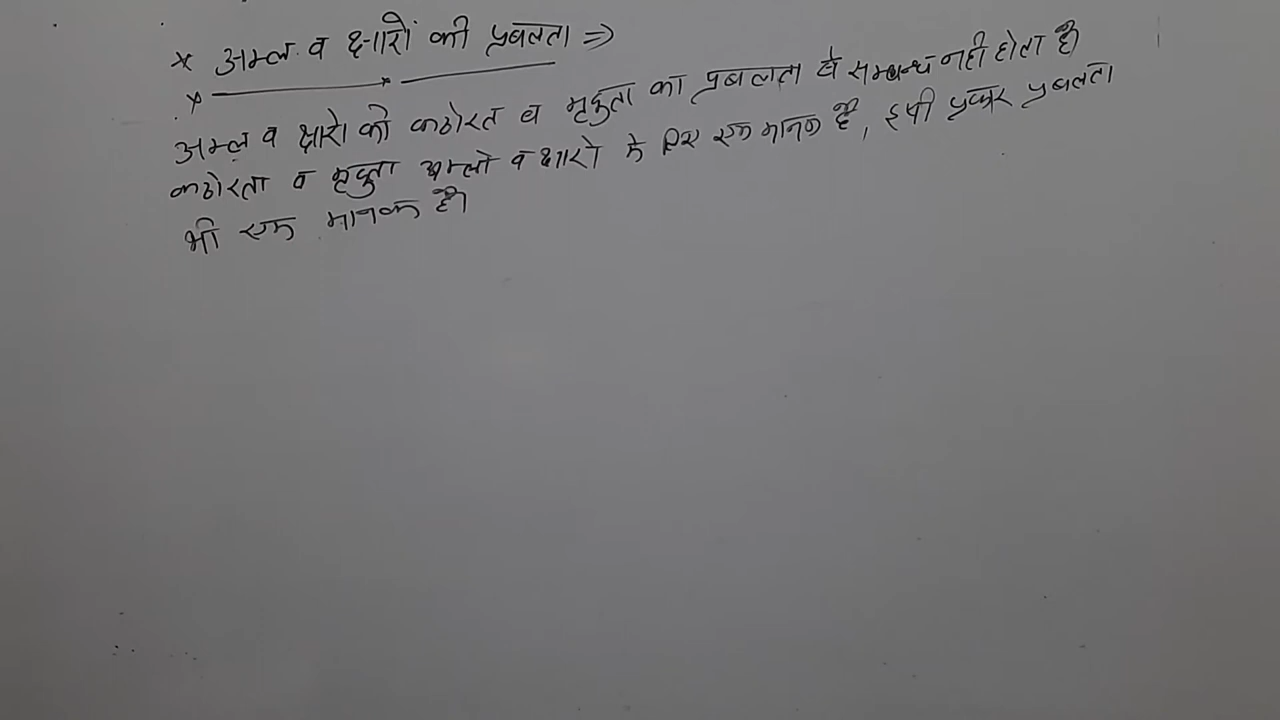 * अम्ल व क्षारों की प्रबलता ⇒
अम्ल व क्षारो की कठोरत व मृदुता का प्रबलता से सम्बन्ध नही होता है।
कठोरता व मृदुता अम्लो व क्षारो के लिए एक मानक है, इसी प्रकार प्रबलता
भी एक मानक है।